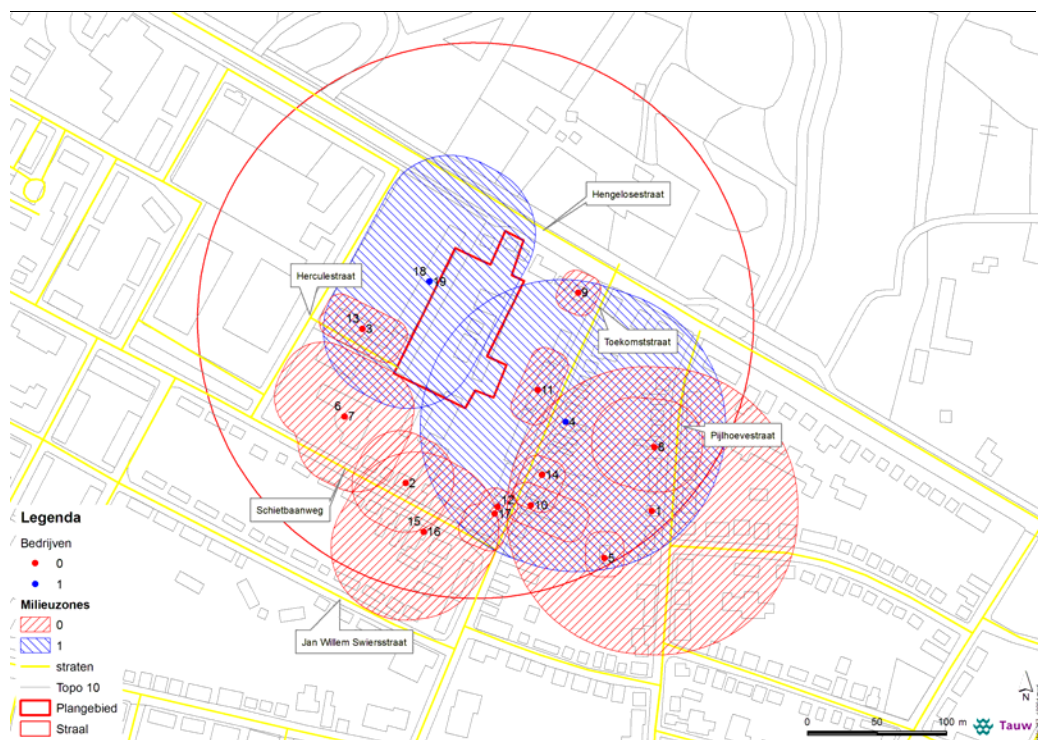 Hengelosestraat
18
19
9
Herculestraat
13
3
Toekomststraat
11
6
7
4
Pijlhoevestraat
8
2
14
Schietbaanweg
12
10
17
1
15
16
5
Jan Willem Swiersstraat
Legenda
Bedrijven
0
1
Milieuzones
0
1
straten
Topo 10
Plangebied
Straal
0 50 100 m
N
Tauw